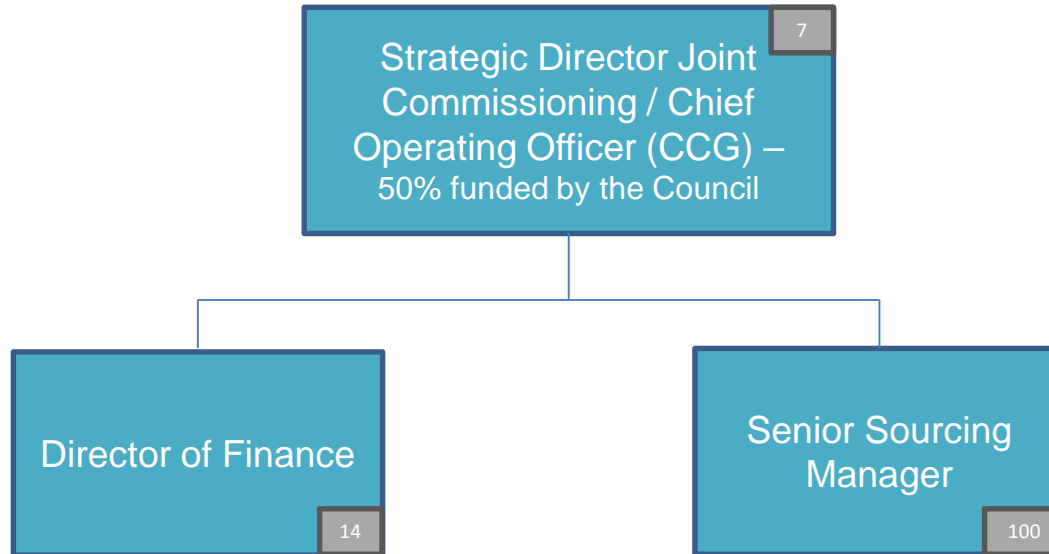 7
Strategic Director Joint
Commissioning / Chief
Operating Officer (CCG) –
50% funded by the Council
Director of Finance
14
Senior Sourcing
Manager
100